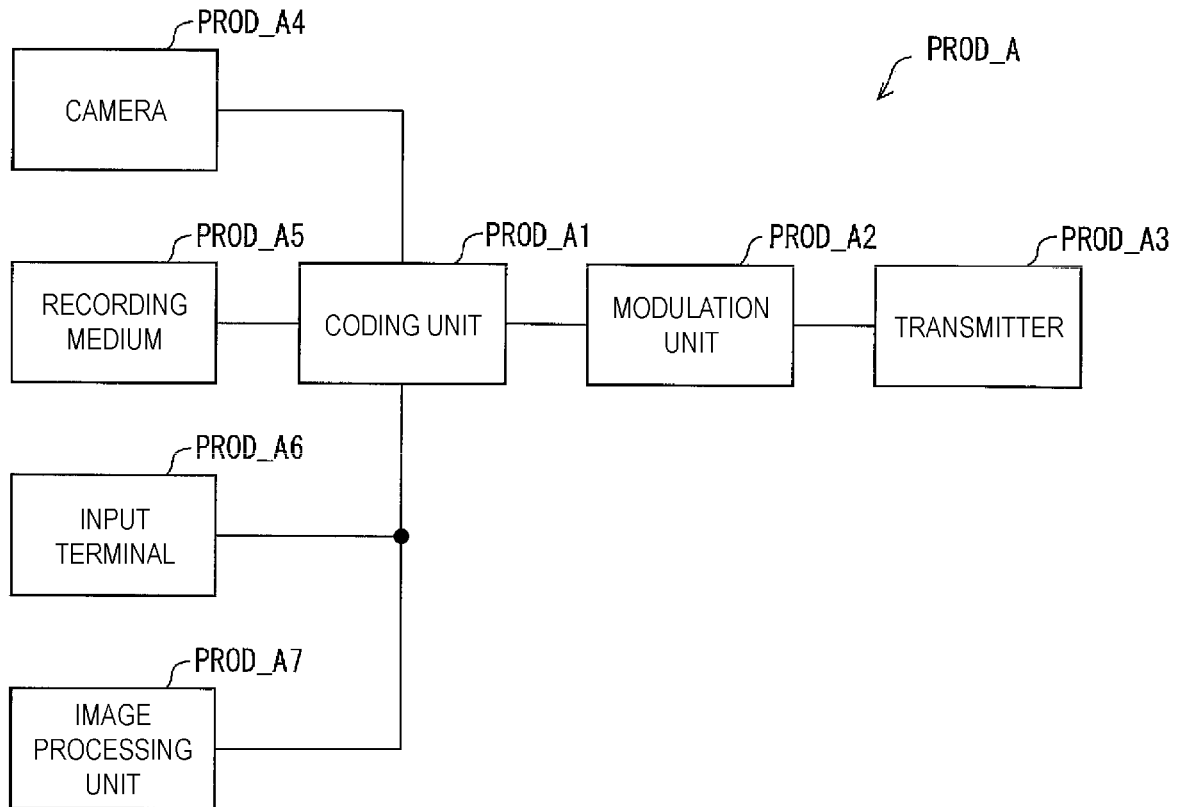 PROD_A4
PROD_A
CAMERA
PROD_A5
PROD_A1
PROD_A2
PROD_A3
RECORDING
MEDIUM
CODING UNIT
MODULATION
UNIT
TRANSMITTER
PROD_A6
INPUT
TERMINAL
PROD_A7
IMAGE
PROCESSING
UNIT